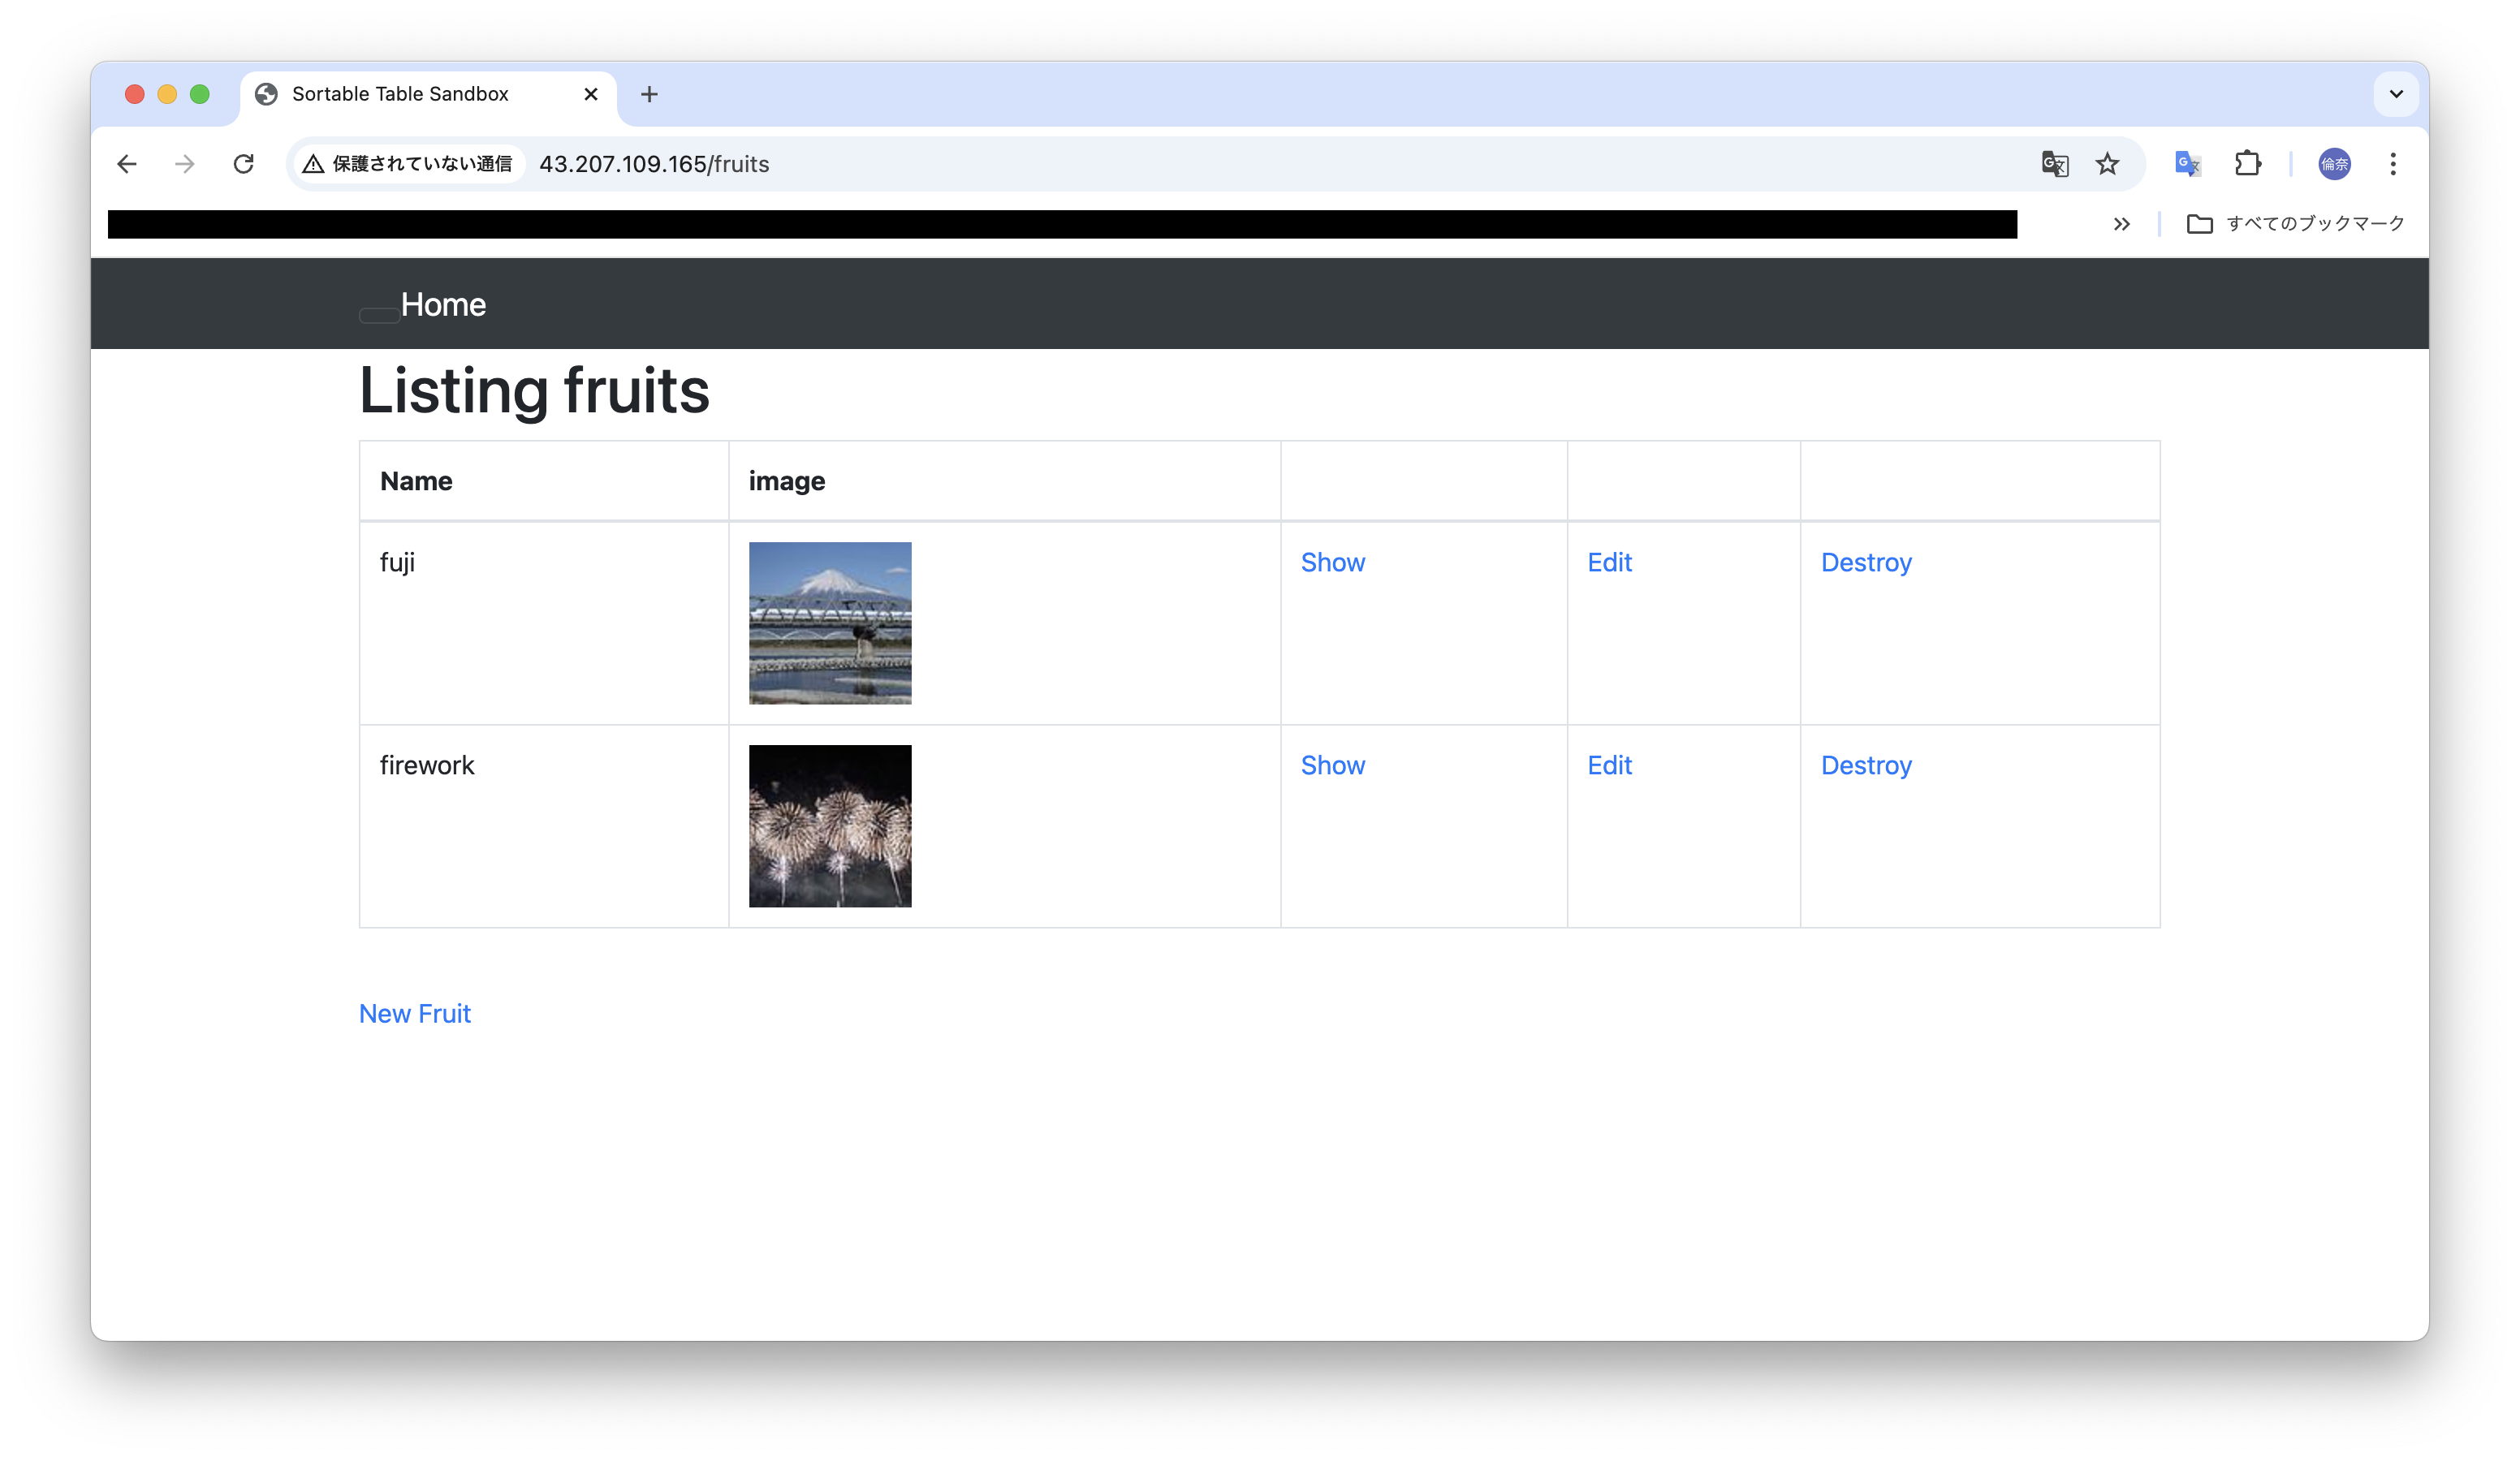 Sortable Table Sandbox
保護されていない通信 43.207.109.165/fruits
倫奈
すべてのブックマーク
Home
Listing fruits
Name image
fuji Show Edit Destroy
firework Show Edit Destroy
New Fruit